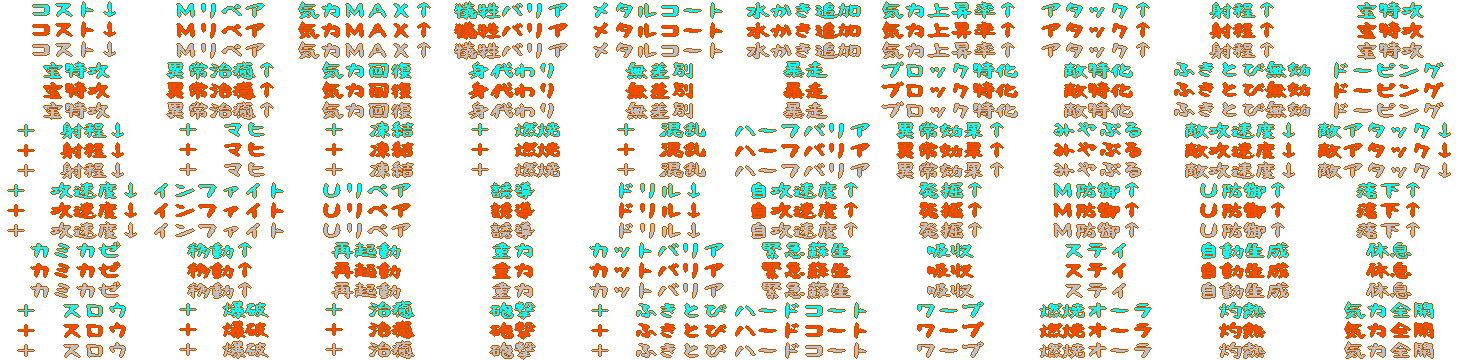 コスト↓ Mリペア 気力MAX↑ 犠牲バリア メタルコート 水かき追加 気力上昇率↑ アタック↑ 射程↑ 宝特攻
コスト↓ Mリペア 気力MAX↑ 犠牲バリア メタルコート 水かき追加 気力上昇率↑ アタック↑ 射程↑ 宝特攻
コスト↓ Mリペア 気力MAX↑ 犠牲バリア メタルコート 水かき追加 気力上昇率↑ アタック↑ 射程↑ 宝特攻
宝特攻 異常治癒↑ 気力回復 身代わり 無差別 暴走 ブロック特化 敵特化 ふきとび無効 ドーピング
宝特攻 異常治癒↑ 気力回復 身代わり 無差別 暴走 ブロック特化 敵特化 ふきとび無効 ドーピング
宝特攻 異常治癒↑ 気力回復 身代わり 無差別 暴走 ブロック特化 敵特化 ふきとび無効 ドーピング
+ 射程↓ + マヒ + 凍結 + 燃焼 + 混乱 ハーフバリア 異常効果↑ みやぶる 敵攻速度↓ 敵アタック↓
+ 射程↓ + マヒ + 凍結 + 燃焼 + 混乱 ハーフバリア 異常効果↑ みやぶる 敵攻速度↓ 敵アタック↓
+ 射程↓ + マヒ + 凍結 + 燃焼 + 混乱 ハーフバリア 異常効果↑ みやぶる 敵攻速度↓ 敵アタック↓
+ 攻速度↓ インファイト Uリペア 誘導 ドリル↓ 自攻速度↑ 発掘↑ M防御↑ U防御↑ 落下↑
+ 攻速度↓ インファイト Uリペア 誘導 ドリル↓ 自攻速度↑ 発掘↑ M防御↑ U防御↑ 落下↑
+ 攻速度↓ インファイト Uリペア 誘導 ドリル↓ 自攻速度↑ 発掘↑ M防御↑ U防御↑ 落下↑
カミカゼ 移動↑ 再起動 重力 カットバリア 緊急蘇生 吸収 ステイ 自動生成 休息
カミカゼ 移動↑ 再起動 重力 カットバリア 緊急蘇生 吸収 ステイ 自動生成 休息
カミカゼ 移動↑ 再起動 重力 カットバリア 緊急蘇生 吸収 ステイ 自動生成 休息
+ スロウ + 爆破 + 治癒 砲撃 + ふきとび ハードコート ワープ 燃焼オーラ 灼熱 気力全開
+ スロウ + 爆破 + 治癒 砲撃 + ふきとび ハードコート ワープ 燃焼オーラ 灼熱 気力全開
+ スロウ + 爆破 + 治癒 砲撃 + ふきとび ハードコート ワープ 燃焼オーラ 灼熱 気力全開